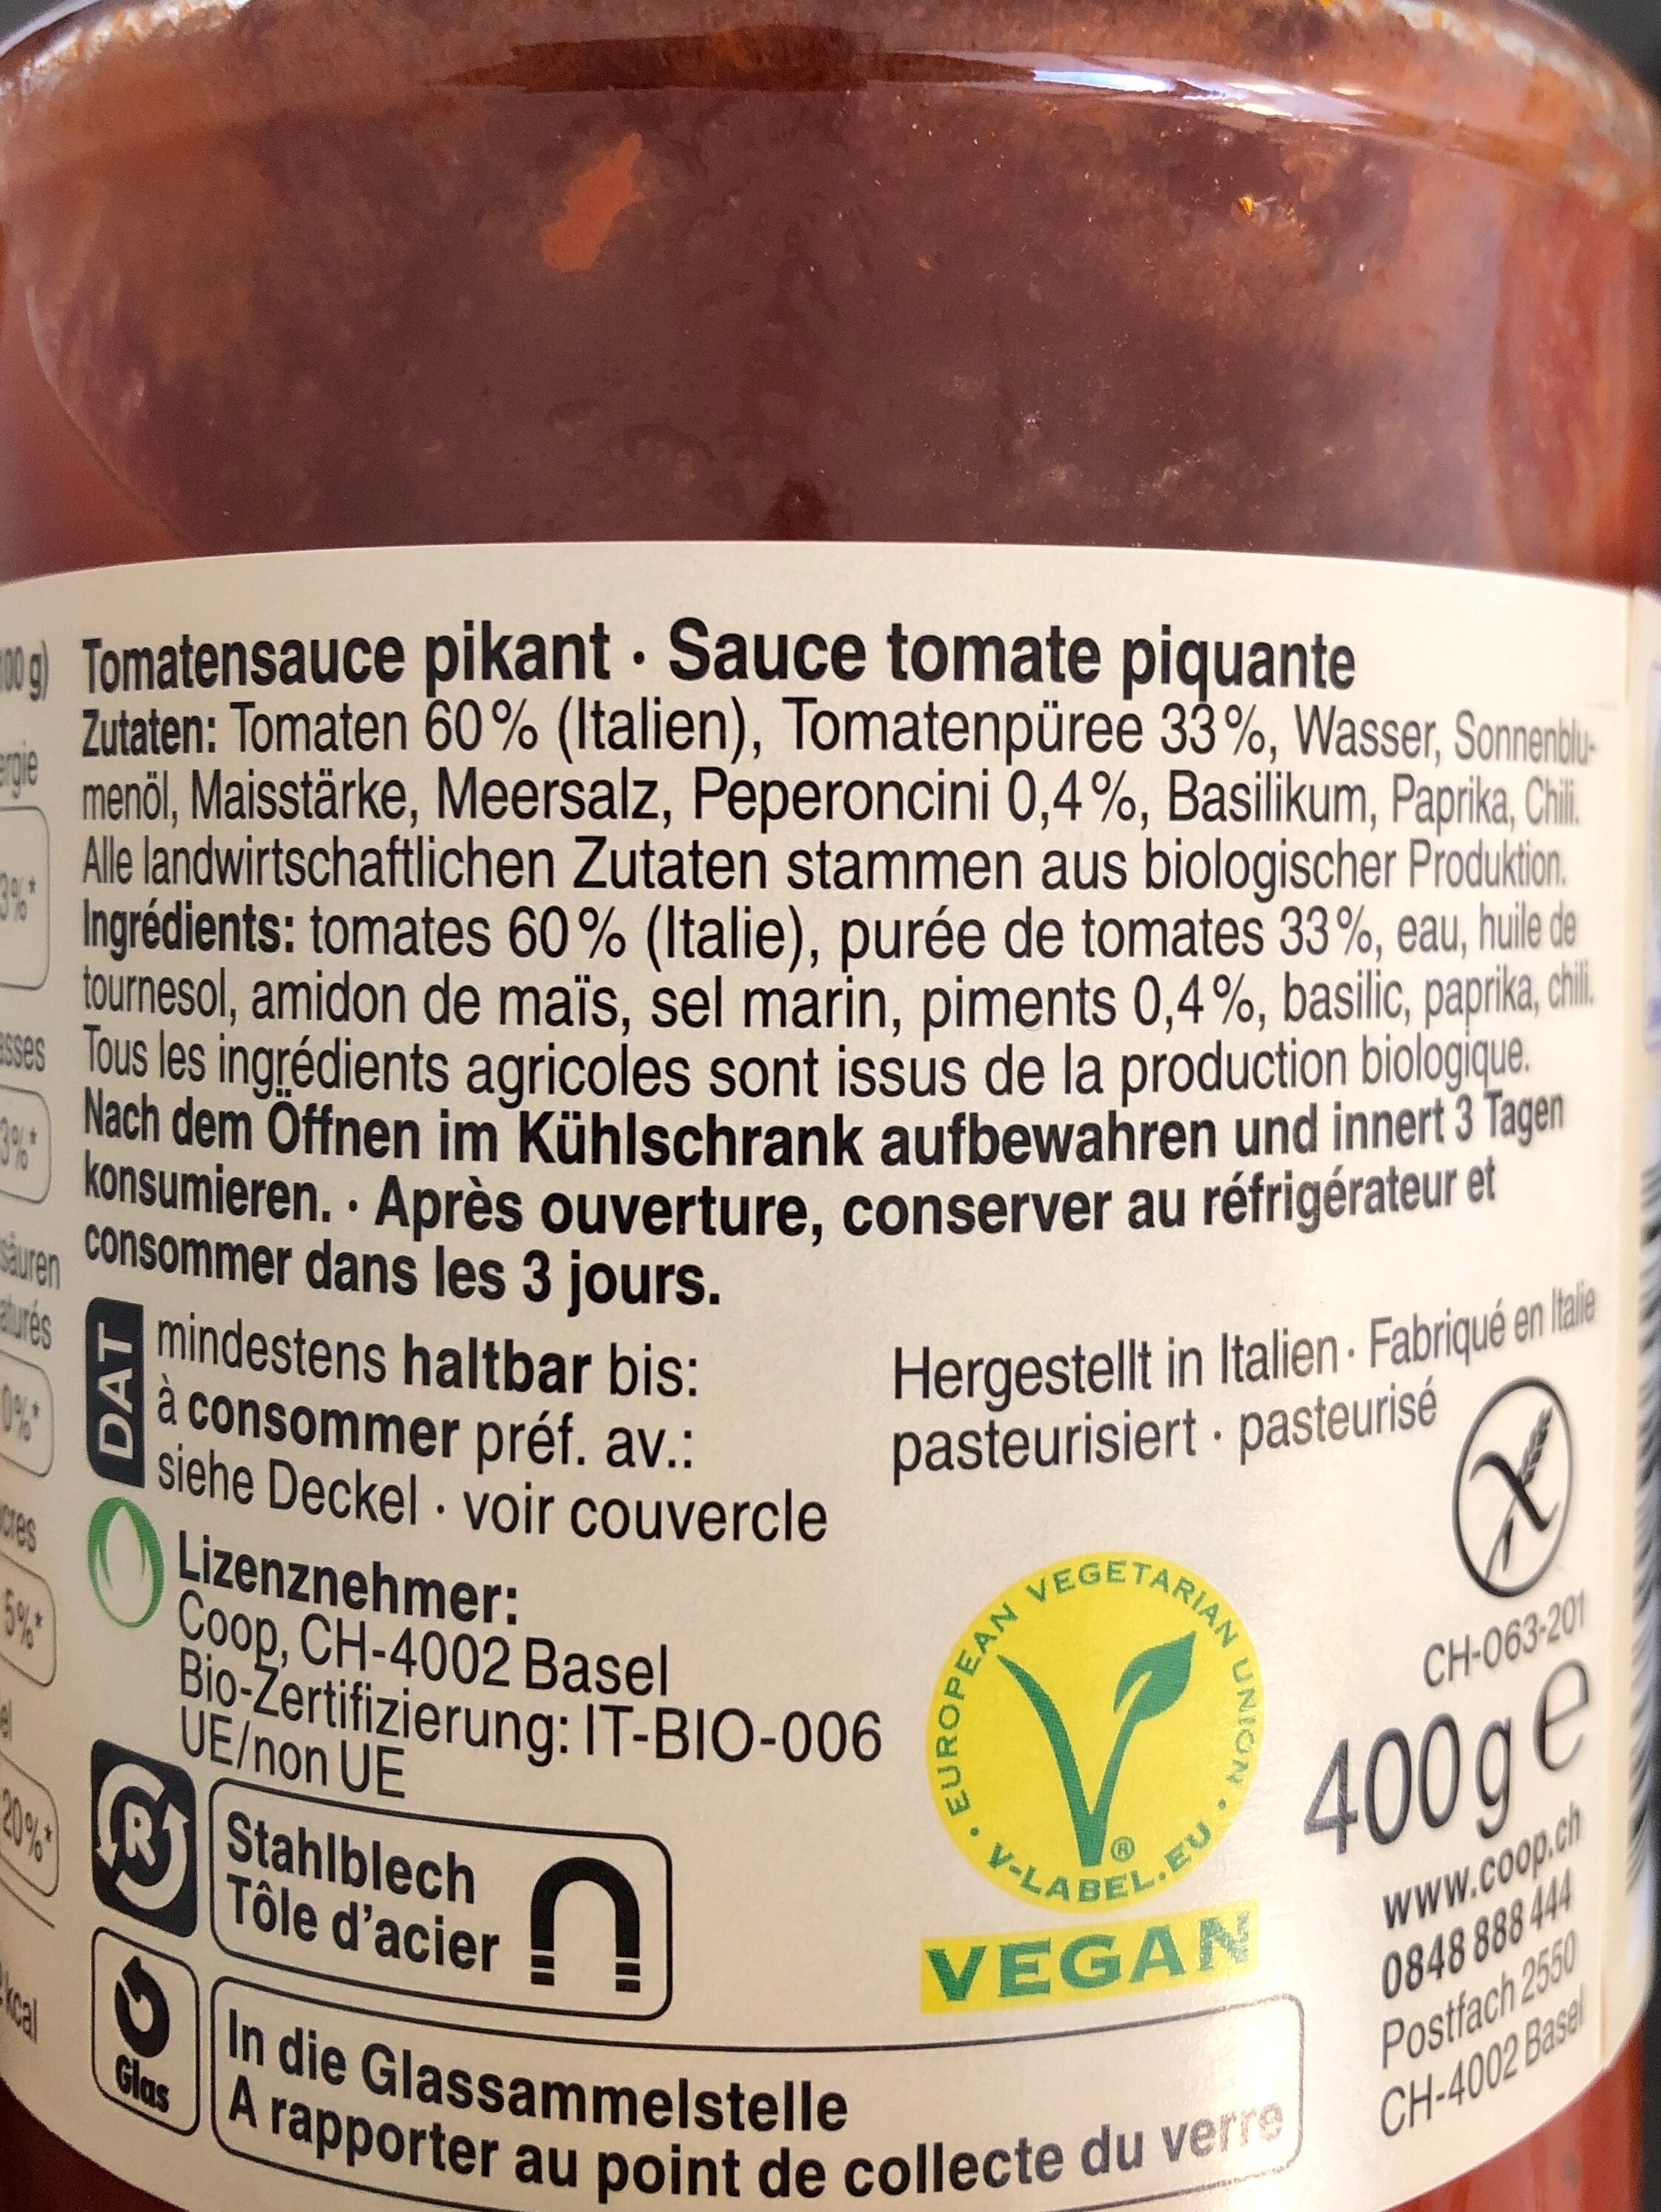 00 g)
Tomatensauce pikant · Sauce tomate piquante
Zutaten: Tomaten 60% (Italien), Tomatenpüree 33%, Wasser, Sonnenblu-
menöl, Maisstärke, Meersalz, Peperoncini 0,4%, Basilikum, Paprika, Chili.
Alle landwirtschaftlichen Zutaten stammen aus biologischer Produktion.
Ingrédients: tomates 60% (Italie), purée de tomates 33%, eau, huile de
tournesol, amidon de maïs, sel marin, piments 0,4%, basilic, paprika, chili.
Tous les ingrédients agricoles sont issus de la production biologique.
Nach dem Öffnen im Kühlschrank aufbewahren und innert 3 Tagen
konsumieren. · Après ouverture, conserver au réfrigérateur et
consommer dans les 3 jours.
DAT
mindestens haltbar bis:
à consommer préf. av.:
siehe Deckel · voir couvercle
Hergestellt in Italien · Fabriqué en Italie
pasteurisiert · pasteurisé
CH-063-201
Lizenznehmer:
Coop, CH-4002 Basel
Bio-Zertifizierung: IT-BIO-006
UE/non UE
EUROPEAN VEGETARIAN UNION
V-LABEL.EU
®
VEGAN
400g e
www.coop.ch
0848 888 444
Postfach 2550
CH-4002 Basel
R
Stahlblech
Tôle d'acier
Glas
In die Glassammelstelle
A rapporter au point de collecte du verre
3%*
0%*
5%*
20%*
kcal